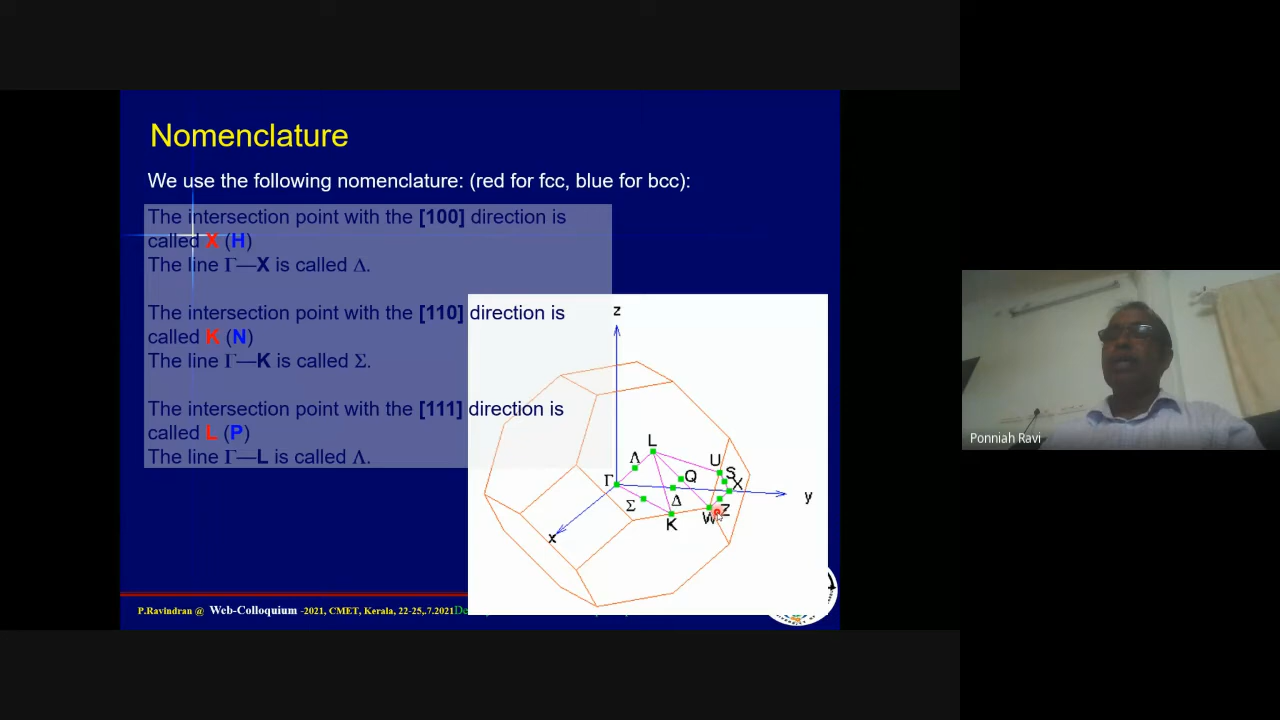 Nomenclature
We use the following nomenclature: (red for fcc, blue for bcc):
The intersection point with the [100] direction is
called X (H)
The line Γ—X is called Δ.
The intersection point with the [110] direction is
called K (N)
The line Γ—K is called Σ.
The intersection point with the [111] direction is
called L (P)
The line Γ—L is called Λ.
z
L
Λ
U
S
Γ
Q
X
y
Σ
Δ
Z
W
K
x
P.Ravindran @ Web-Colloquium -2021, CMET, Kerala, 22-25,.7.2021
Ponniah Ravi